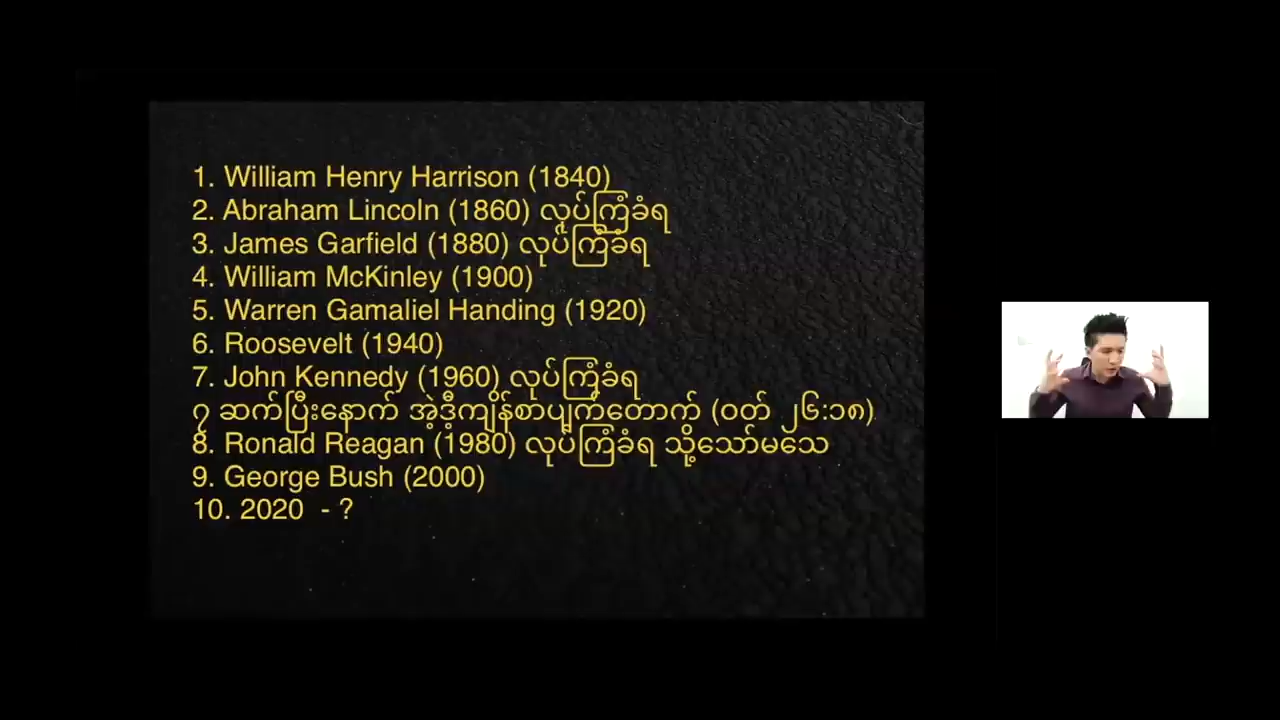 1. William Henry Harrison (1840)
2. Abraham Lincoln (1860) လုပ်ကြံခံရ
3. James Garfield (1880) လုပ်ကြံခံရ
4. William McKinley (1900)
5. Warren Gamaliel Handing (1920)
6. Roosevelt (1940)
7. John Kennedy (1960) လုပ်ကြံခံရ
၇ ဆက်ပြီးနောက် အဲ့ဒီ့ကျိန်စာပျက်တောက် (ဝတ် ၂၆:၁၈)
8. Ronald Reagan (1980) လုပ်ကြံခံရ သို့သော်မသေ
9. George Bush (2000)
10. 2020 - ?